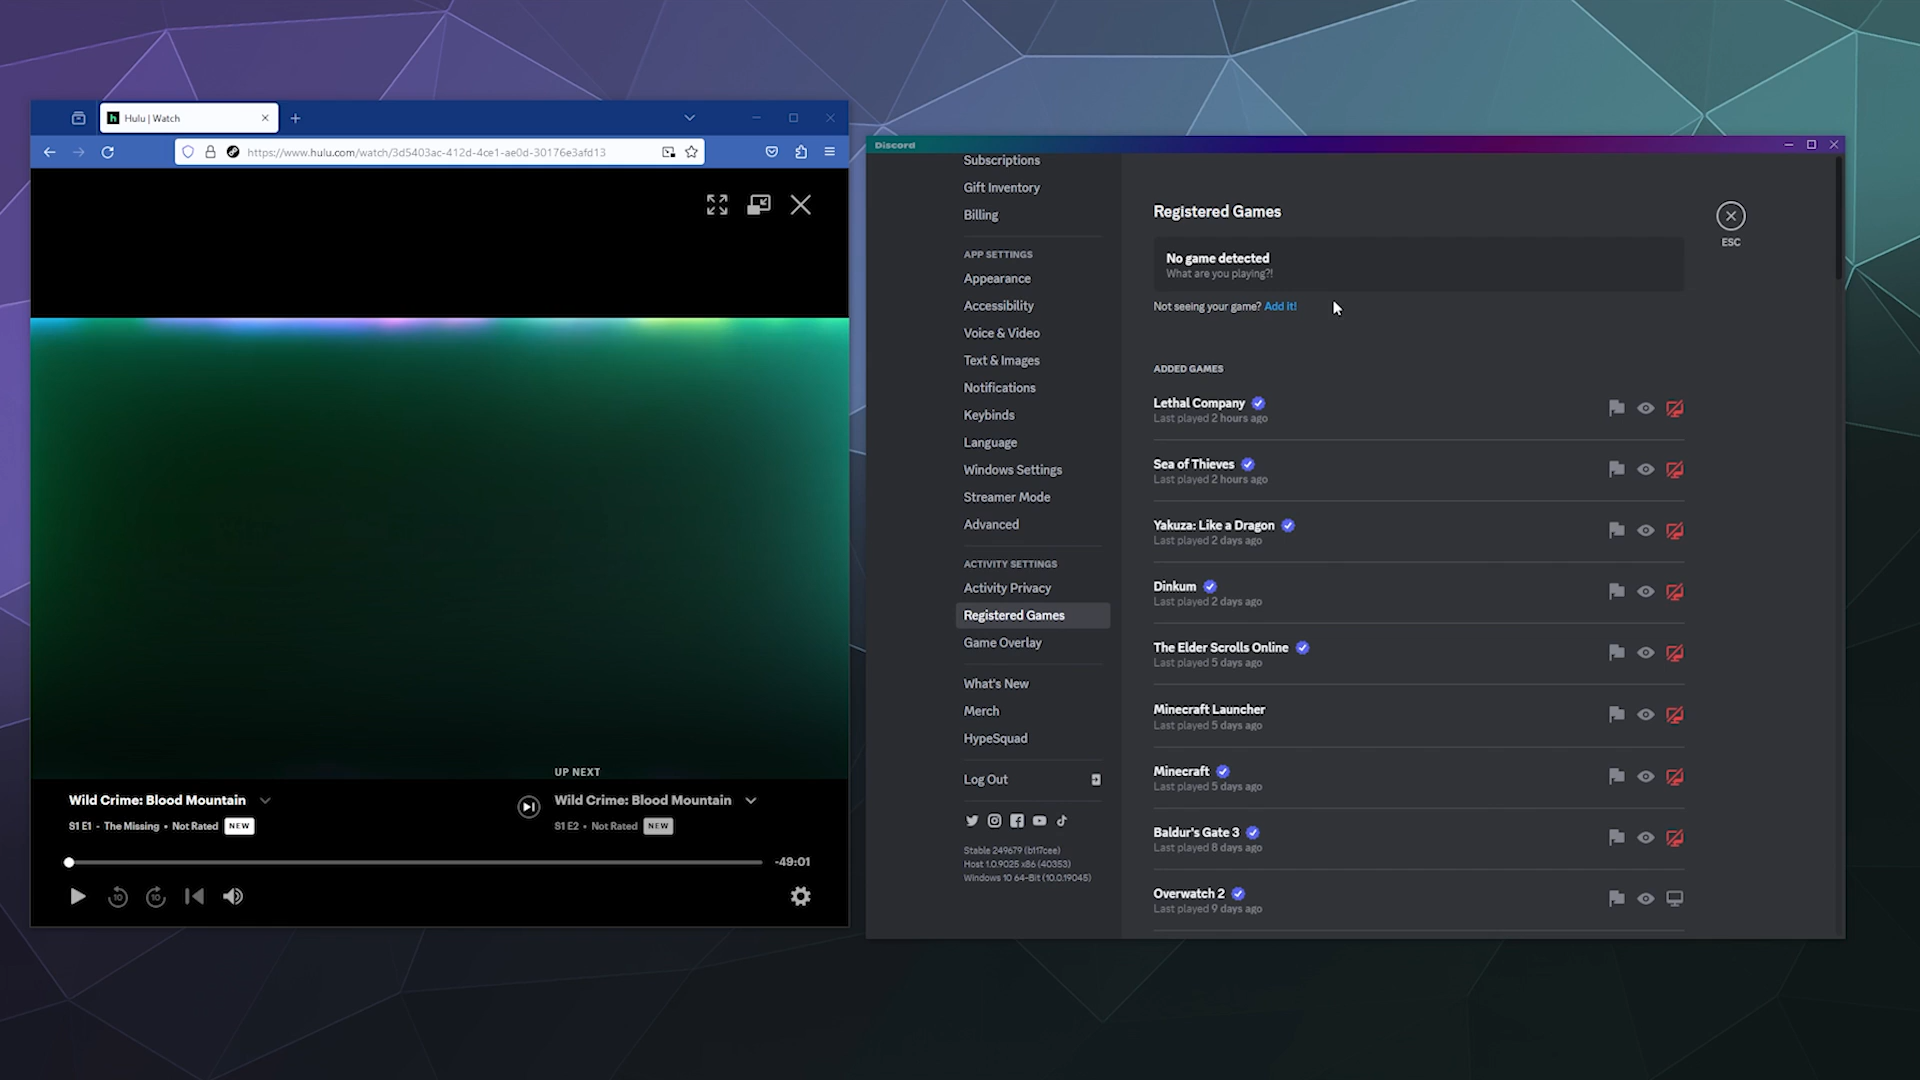 Hulu | Watch
https://www.hulu.com/watch/3d5403ac-412d-4ce1-ae0d-30176e3afd13
UP NEXT
Wild Crime: Blood Mountain
S1 E1 • The Missing • Not Rated NEW
Wild Crime: Blood Mountain
S1 E2 • Not Rated NEW
-49:01
10
10
Discord
Subscriptions
Gift Inventory
Billing
APP SETTINGS
Appearance
Accessibility
Voice & Video
Text & Images
Notifications
Keybinds
Language
Windows Settings
Streamer Mode
Advanced
ACTIVITY SETTINGS
Activity Privacy
Registered Games
Game Overlay
What's New
Merch
HypeSquad
Log Out
Stable 249679 (b117cee)
Host 1.0.9025 x86 (40353)
Windows 10 64-Bit (10.0.19045)
Registered Games
ESC
No game detected
What are you playing?!
Not seeing your game? Add it!
ADDED GAMES
Lethal Company
Last played 2 hours ago
Sea of Thieves
Last played 2 hours ago
Yakuza: Like a Dragon
Last played 2 days ago
Dinkum
Last played 2 days ago
The Elder Scrolls Online
Last played 5 days ago
Minecraft Launcher
Last played 5 days ago
Minecraft
Last played 5 days ago
Baldur's Gate 3
Last played 8 days ago
Overwatch 2
Last played 9 days ago